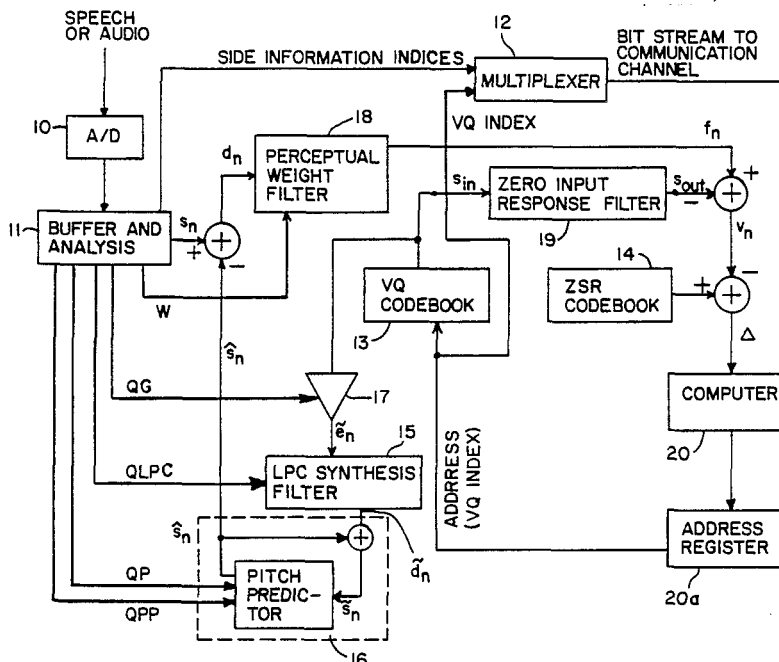 SPEECH
OR AUDIO
SIDE INFORMATION INDICES
12
MULTIPLEXER
BIT STREAM TO
COMMUNICATION
CHANNEL
10
A/D
18
VQ INDEX
d_n
PERCEPTUAL
WEIGHT
FILTER
f_n
11
BUFFER AND
ANALYSIS
s_n
+
-
s_in
ZERO INPUT
RESPONSE FILTER
19
s_out
-
+
v_n
W
VQ
CODEBOOK
13
14
ZSR
CODEBOOK
+
-
Δ
ŝ_n
QG
17
ẽ_n
COMPUTER
20
15
QLPC
LPC SYNTHESIS
FILTER
ADDRRESS
(VQ INDEX)
ŝ_n
d̃_n
ADDRESS
REGISTER
20a
QP
PITCH
PREDIC-
TOR
s̃_n
QPP
16